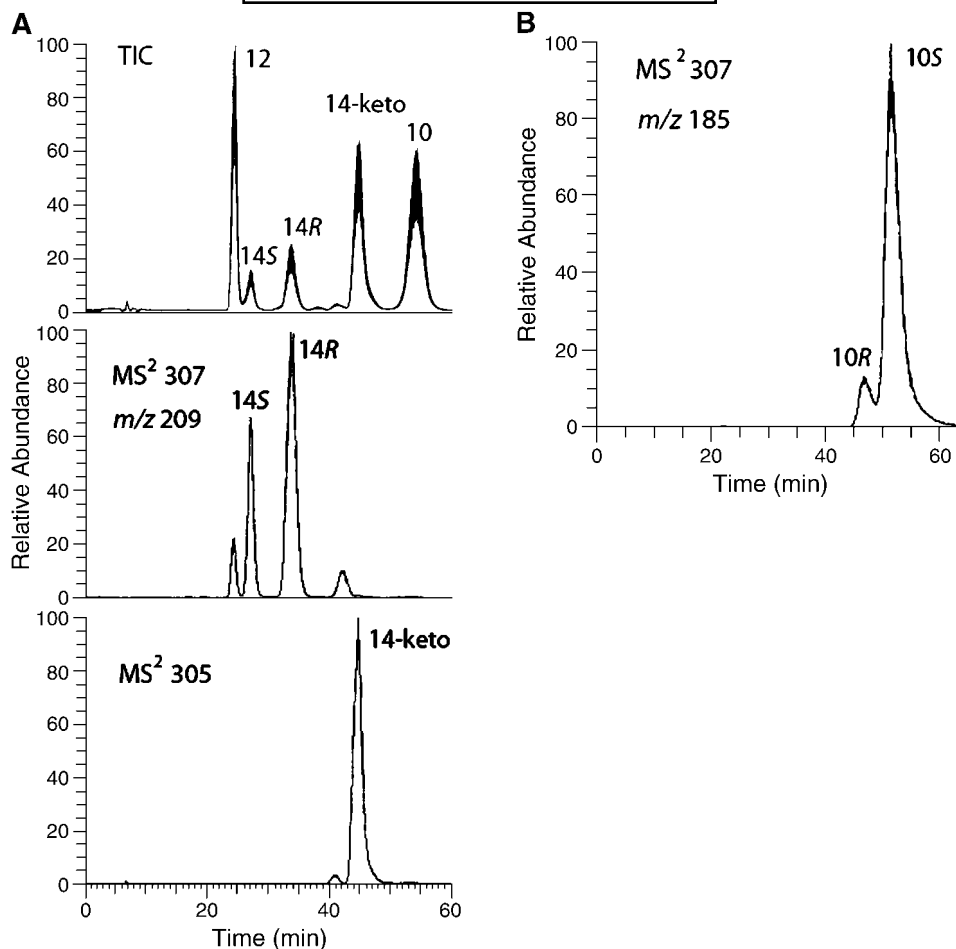 A
TIC
12
14S
14R
14-keto
10
100
80
60
40
20
0
MS2 307
m/z 209
14S
14R
100
80
60
40
20
0
Relative Abundance
MS2 305
14-keto
100
80
60
40
20
0
0 20 40 60
Time (min)
B
MS2 307
m/z 185
10R
10S
100
80
60
40
20
0
Relative Abundance
0 20 40 60
Time (min)